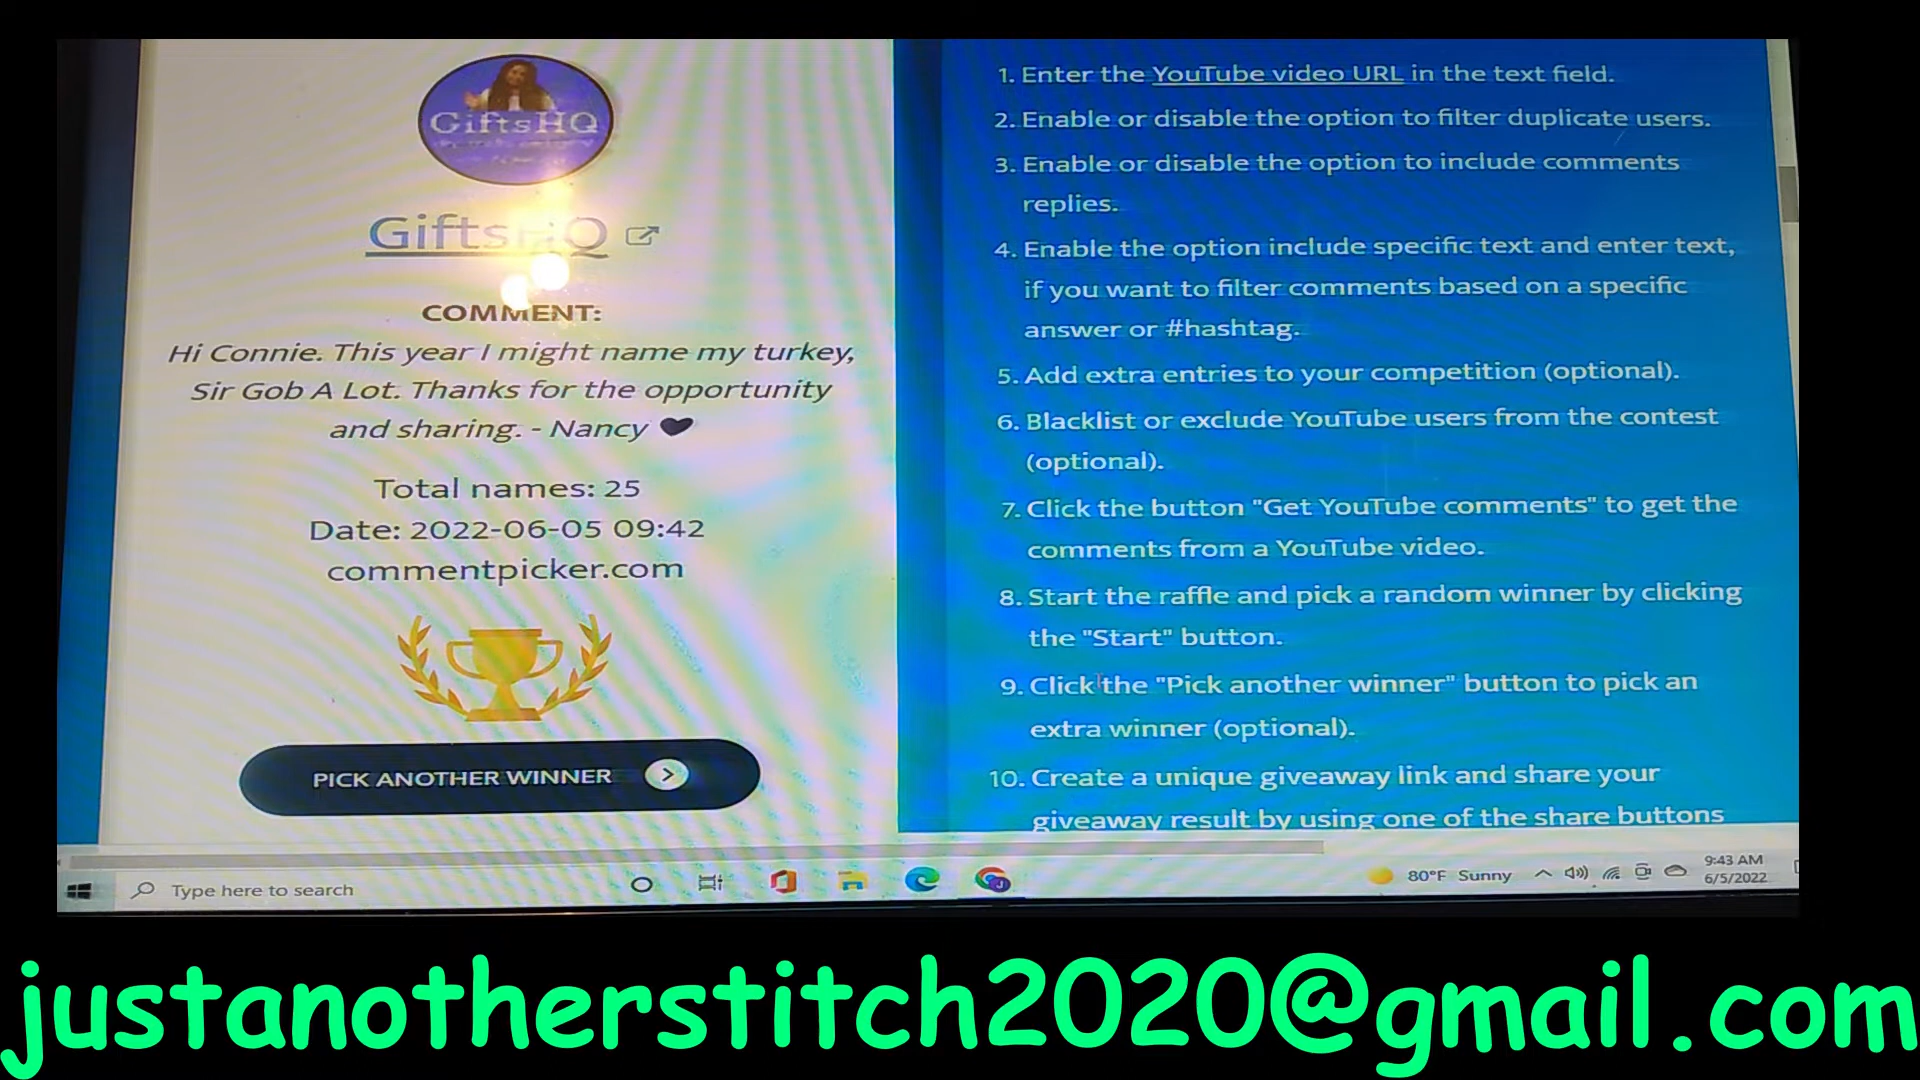 GiftsHQ
GiftsHQ
COMMENT:
Hi Connie. This year I might name my turkey,
Sir Gob A Lot. Thanks for the opportunity
and sharing. - Nancy 🖤
Total names: 25
Date: 2022-06-05 09:42
commentpicker.com
PICK ANOTHER WINNER
1. Enter the YouTube video URL in the text field.
2. Enable or disable the option to filter duplicate users.
3. Enable or disable the option to include comments
replies.
4. Enable the option include specific text and enter text,
if you want to filter comments based on a specific
answer or #hashtag.
5. Add extra entries to your competition (optional).
6. Blacklist or exclude YouTube users from the contest
(optional).
7. Click the button "Get YouTube comments" to get the
comments from a YouTube video.
8. Start the raffle and pick a random winner by clicking
the "Start" button.
9. Click the "Pick another winner" button to pick an
extra winner (optional).
10. Create a unique giveaway link and share your
giveaway result by using one of the share buttons
Type here to search
80°F Sunny
9:43 AM
6/5/2022
justanotherstitch2020@gmail.com